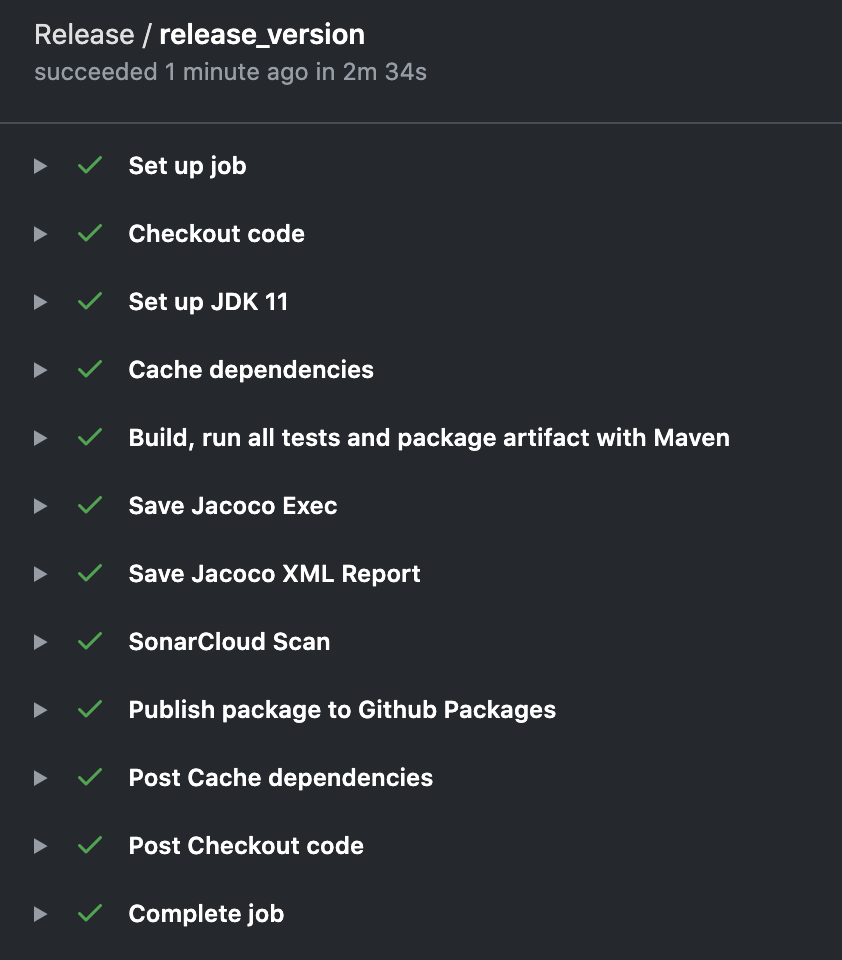 Release / release_version
succeeded 1 minute ago in 2m 34s
Set up job
Checkout code
Set up JDK 11
Cache dependencies
Build, run all tests and package artifact with Maven
Save Jacoco Exec
Save Jacoco XML Report
SonarCloud Scan
Publish package to Github Packages
Post Cache dependencies
Post Checkout code
Complete job